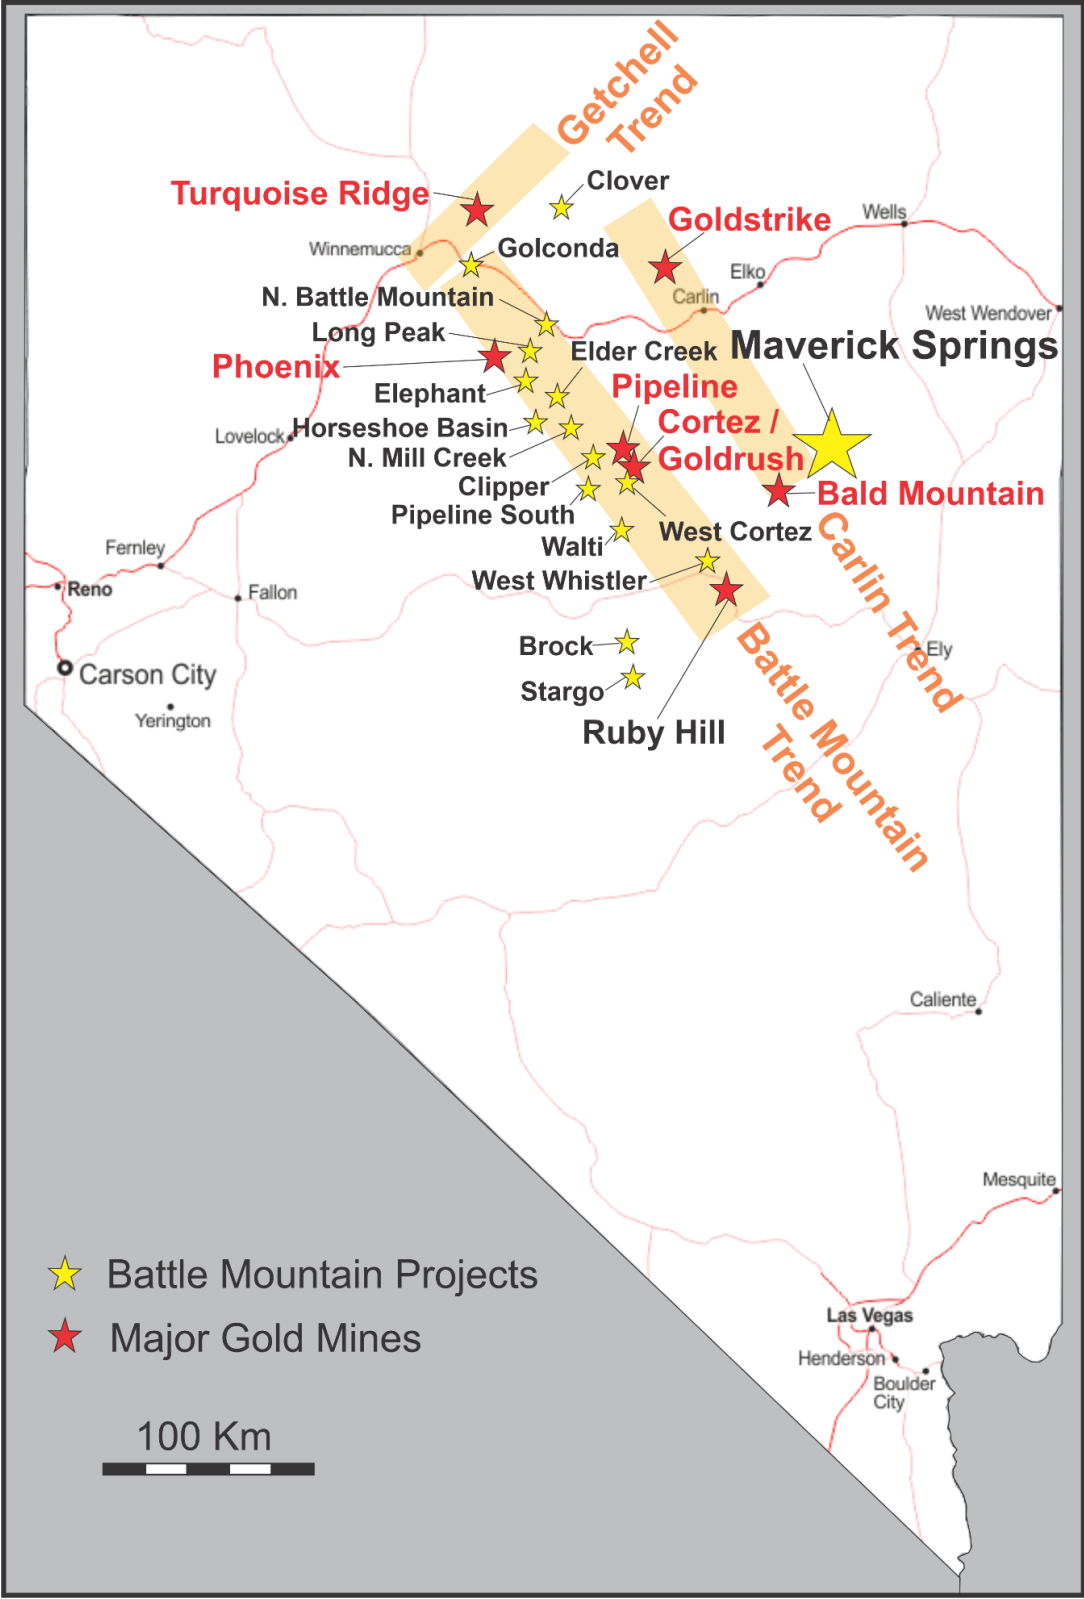 Getchell
Trend
Clover
Turquoise Ridge
Goldstrike
Wells
Winnemucca
Golconda
Elko
N. Battle Mountain
Carlin
West Wendover
Long Peak
Elder Creek
Maverick Springs
Phoenix
Pipeline
Elephant
Cortez /
Goldrush
Horseshoe Basin
Lovelock
N. Mill Creek
Clipper
Bald Mountain
Pipeline South
West Cortez
Walti
Carlin Trend
Fernley
West Whistler
Reno
Fallon
Brock
Ely
Carson City
Stargo
Yerington
Ruby Hill
Battle Mountain
Trend
Caliente
Mesquite
Battle Mountain Projects
Major Gold Mines
Las Vegas
Henderson
Boulder
City
100 Km